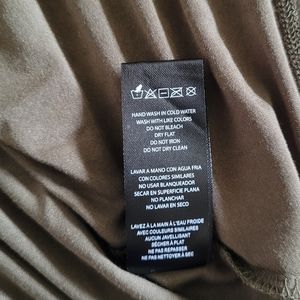 HAND WASH IN COLD WATER
WASH WITH LIKE COLORS
DO NOT BLEACH
DRY FLAT
DO NOT IRON
DO NOT DRY CLEAN
LAVAR A MANO CON AGUA FRIA
CON COLORES SIMILARES
NO USAR BLANQUEADOR
SECAR EN SUPERFICIE PLANA
NO PLANCHAR
NO LAVAR EN SECO
LAVEZ À LA MAIN À L'EAU FROIDE
AVEC COULEURS SIMILAIRES
AUCUN JAVELLISANT
SÉCHER À PLAT
NE PAS REPASSER
NE PAS NETTOYER À SEC